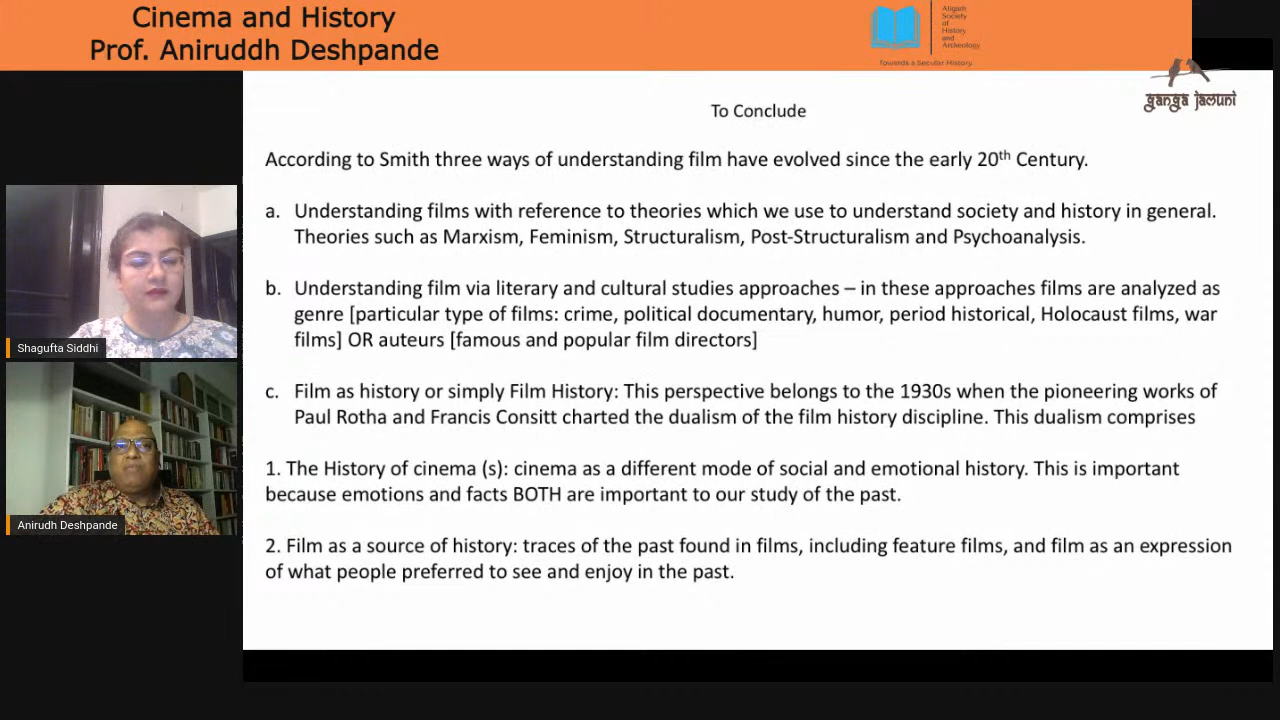 Cinema and History
Prof. Aniruddh Deshpande
Aligarh
Society
of
History
and
Archeology
Towards a Secular History
ganga jamuni
To Conclude
According to Smith three ways of understanding film have evolved since the early 20th Century.
a. Understanding films with reference to theories which we use to understand society and history in general.
Theories such as Marxism, Feminism, Structuralism, Post-Structuralism and Psychoanalysis.
b. Understanding film via literary and cultural studies approaches – in these approaches films are analyzed as
genre [particular type of films: crime, political documentary, humor, period historical, Holocaust films, war
films] OR auteurs [famous and popular film directors]
c. Film as history or simply Film History: This perspective belongs to the 1930s when the pioneering works of
Paul Rotha and Francis Consitt charted the dualism of the film history discipline. This dualism comprises
1. The History of cinema (s): cinema as a different mode of social and emotional history. This is important
because emotions and facts BOTH are important to our study of the past.
2. Film as a source of history: traces of the past found in films, including feature films, and film as an expression
of what people preferred to see and enjoy in the past.
Shagufta Siddhi
Anirudh Deshpande